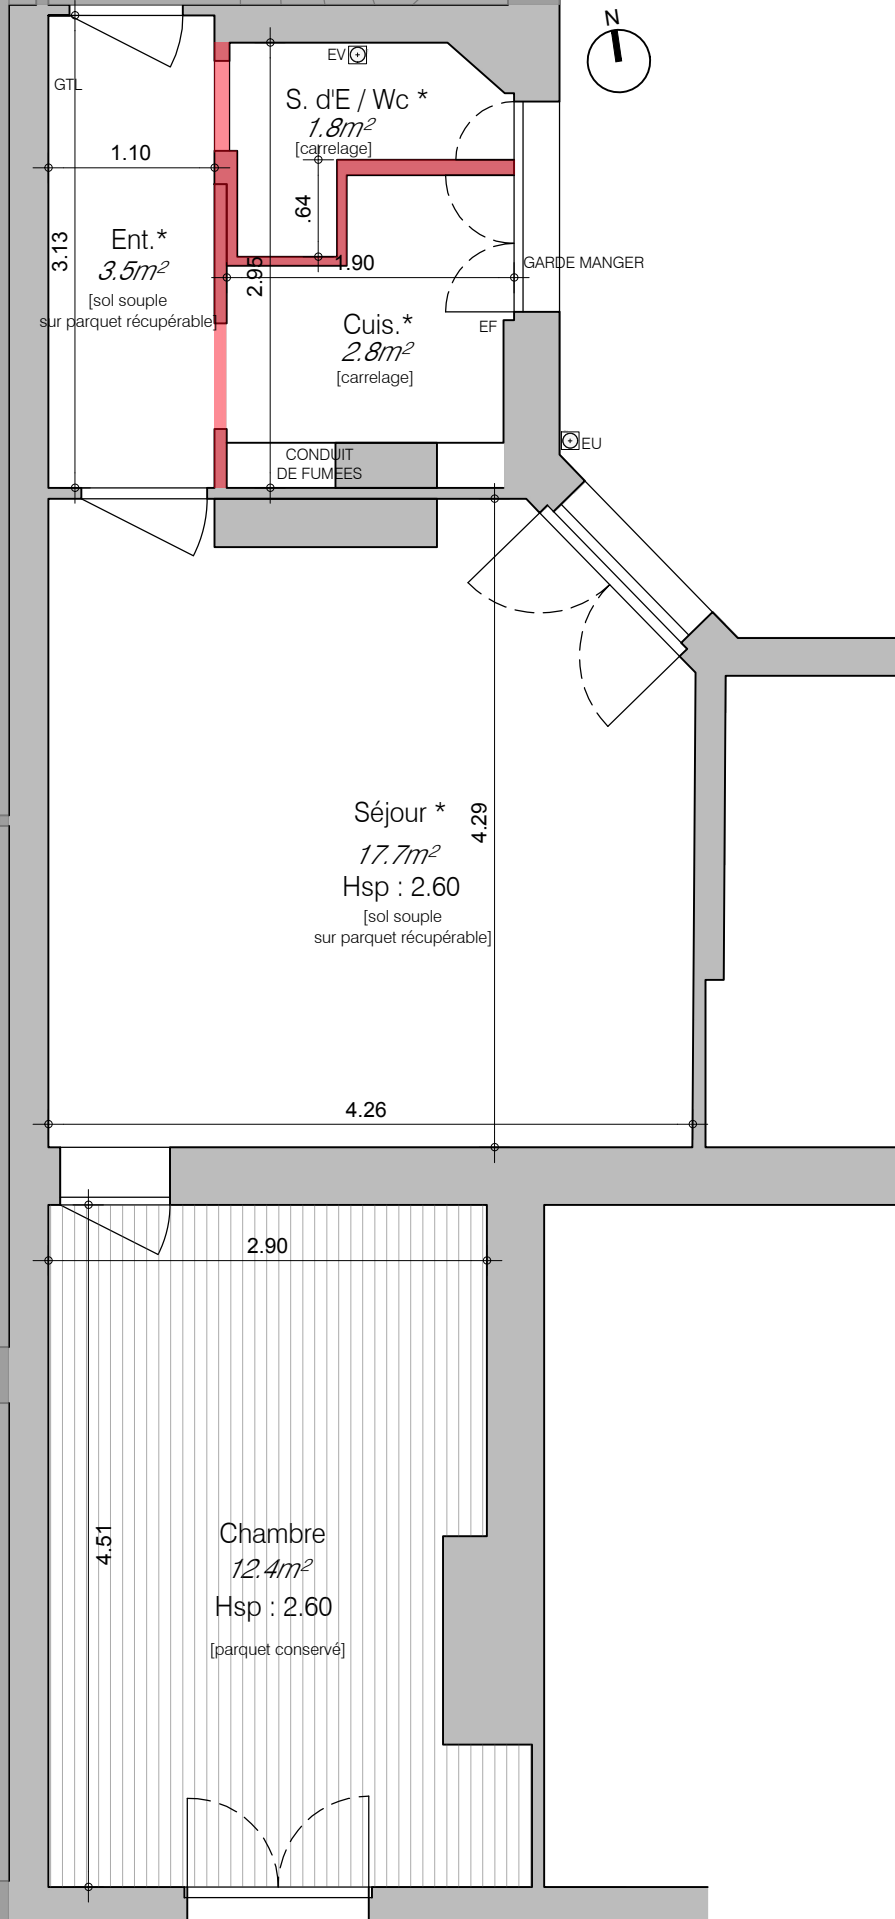 N
EV
GTL
S. d'E / Wc *
1.8m²
[carrelage]
1.10
.64
3.13
Ent.*
3.5m²
[sol souple
sur parquet récupérable]
2.95
1.90
GARDE MANGER
EF
Cuis.*
2.8m²
[carrelage]
EU
CONDUIT
DE FUMEES
Séjour *
4.29
17.7m²
Hsp : 2.60
[sol souple
sur parquet récupérable]
4.26
2.90
Chambre
4.51
12.4m²
Hsp : 2.60
[parquet conservé]